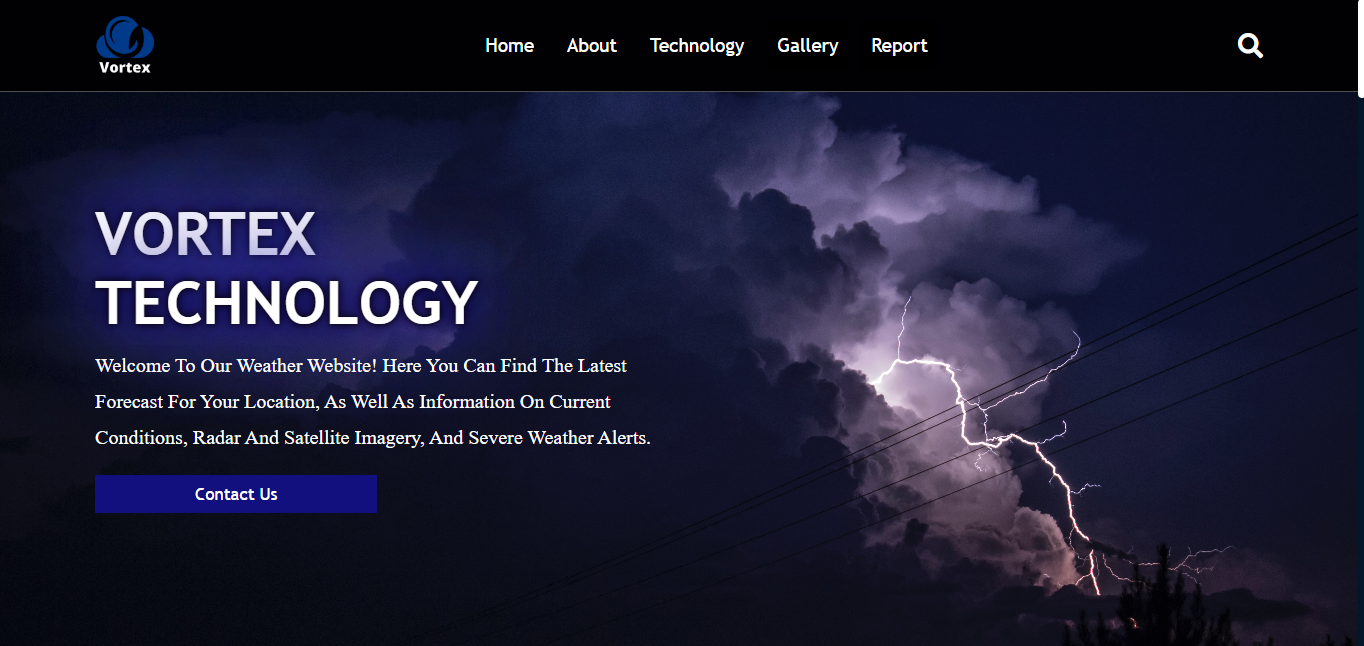 Vortex
Home About Technology Gallery Report
VORTEX
TECHNOLOGY
Welcome To Our Weather Website! Here You Can Find The Latest
Forecast For Your Location, As Well As Information On Current
Conditions, Radar And Satellite Imagery, And Severe Weather Alerts.
Contact Us